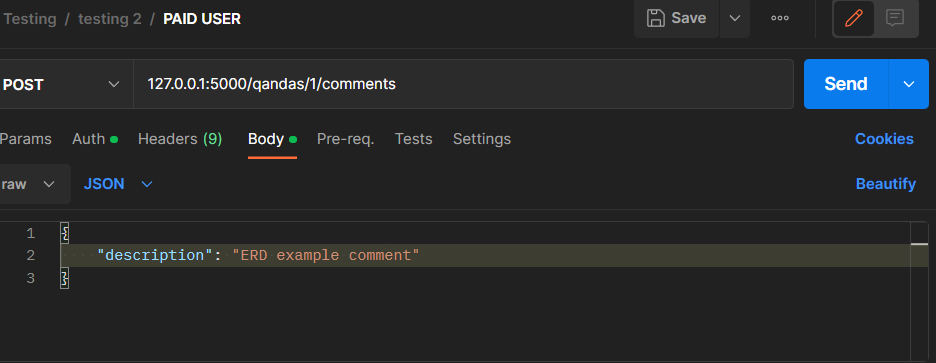 Testing / testing 2 / PAID USER
Save
POST
127.0.0.1:5000/qandas/1/comments
Send
Params Auth Headers (9) Body Pre-req. Tests Settings Cookies
raw JSON Beautify
1 {
2 "description": "ERD example comment"
3 }